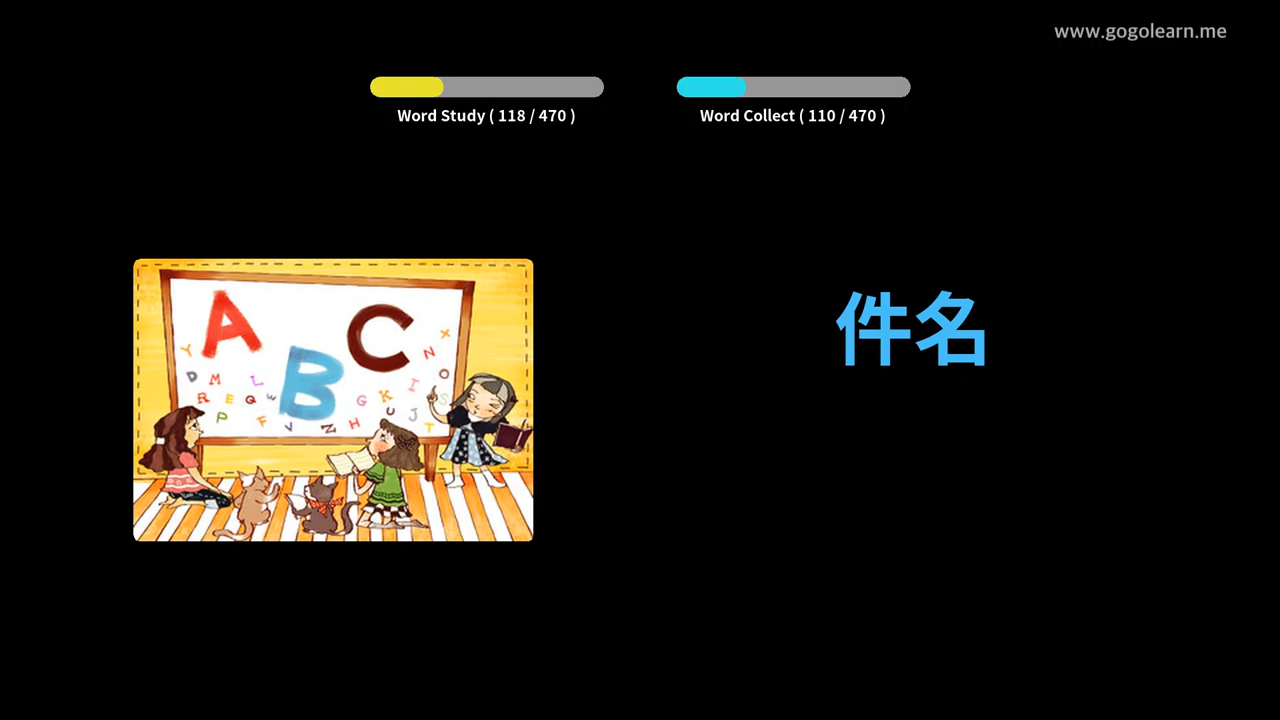 www.gogolearn.me
Word Study ( 118 / 470 )
Word Collect ( 110 / 470 )
件名
A
B
C
X
Y
N
D
M
L
I
O
R
E
Q
W
G
K
S
P
F
V
Z
H
U
J
T